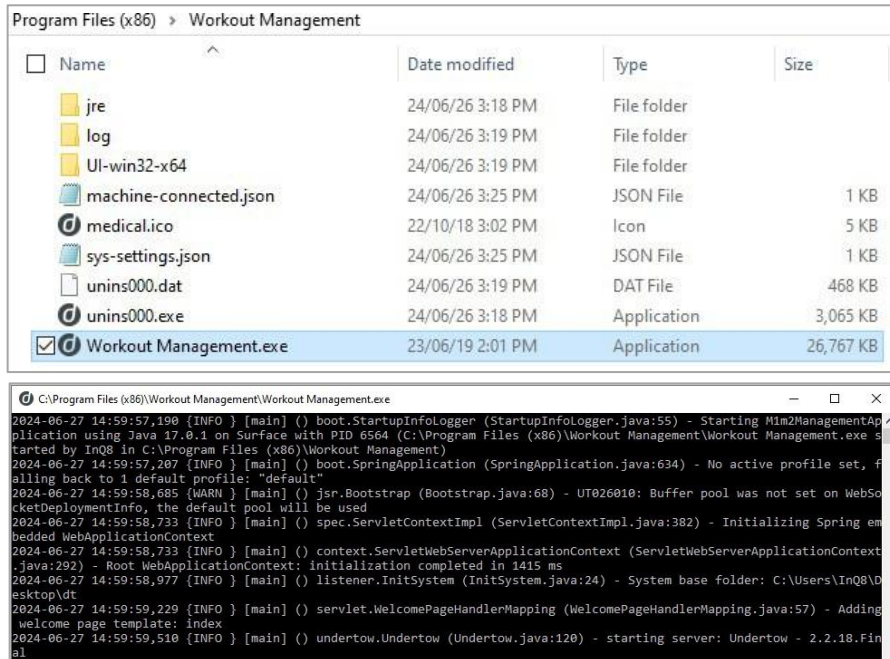 Program Files (x86) > Workout Management
Name Date modified Type Size
jre 24/06/26 3:18 PM File folder
log 24/06/26 3:19 PM File folder
UI-win32-x64 24/06/26 3:19 PM File folder
machine-connected.json 24/06/26 3:25 PM JSON File 1 KB
medical.ico 22/10/18 3:02 PM Icon 5 KB
sys-settings.json 24/06/26 3:25 PM JSON File 1 KB
unins000.dat 24/06/26 3:19 PM DAT File 468 KB
unins000.exe 24/06/26 3:18 PM Application 3,065 KB
Workout Management.exe 23/06/19 2:01 PM Application 26,767 KB
C:\Program Files (x86)\Workout Management\Workout Management.exe
2024-06-27 14:59:57,190 {INFO } [main] () boot.StartupInfoLogger (StartupInfoLogger.java:55) - Starting M1m2ManagementAp
plication using Java 17.0.1 on Surface with PID 6564 (C:\Program Files (x86)\Workout Management\Workout Management.exe s
tarted by InQ8 in C:\Program Files (x86)\Workout Management)
2024-06-27 14:59:57,207 {INFO } [main] () boot.SpringApplication (SpringApplication.java:634) - No active profile set, f
alling back to 1 default profile: "default"
2024-06-27 14:59:58,685 {WARN } [main] () jsr.Bootstrap (Bootstrap.java:68) - UT026010: Buffer pool was not set on WebSo
cketDeploymentInfo, the default pool will be used
2024-06-27 14:59:58,733 {INFO } [main] () spec.ServletContextImpl (ServletContextImpl.java:382) - Initializing Spring em
bedded WebApplicationContext
2024-06-27 14:59:58,733 {INFO } [main] () context.ServletWebServerApplicationContext (ServletWebServerApplicationContext
.java:292) - Root WebApplicationContext: initialization completed in 1415 ms
2024-06-27 14:59:58,977 {INFO } [main] () listener.InitSystem (InitSystem.java:24) - System base folder: C:\Users\InQ8\D
esktop\dt
2024-06-27 14:59:59,229 {INFO } [main] () servlet.WelcomePageHandlerMapping (WelcomePageHandlerMapping.java:57) - Adding
welcome page template: index
2024-06-27 14:59:59,510 {INFO } [main] () undertow.Undertow (Undertow.java:120) - starting server: Undertow - 2.2.18.Fin
al